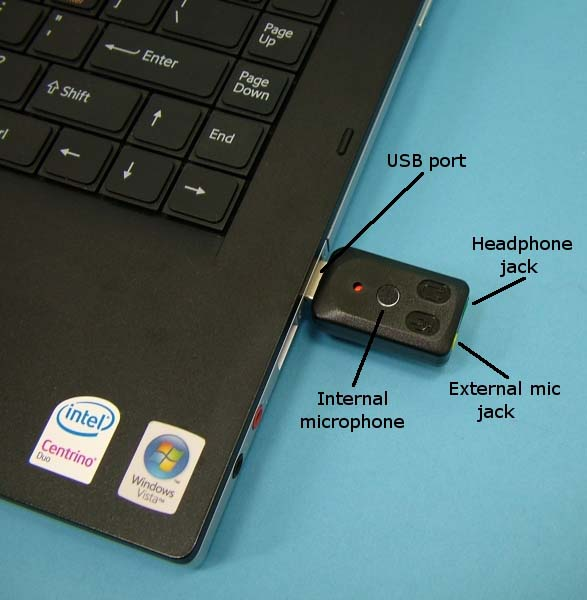 Page
Up
Enter
Page
Down
Shift
End
USB port
Headphone
jack
Internal
microphone
External mic
jack
intel
Centrino
Duo
Windows
Vista